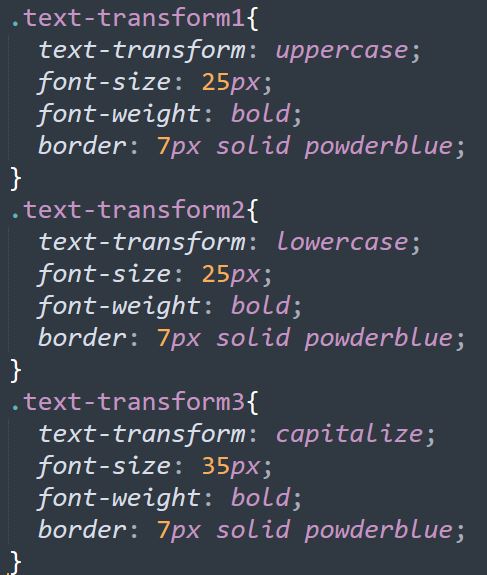 .text-transform1{
  text-transform: uppercase;
  font-size: 25px;
  font-weight: bold;
  border: 7px solid powderblue;
}
.text-transform2{
  text-transform: lowercase;
  font-size: 25px;
  font-weight: bold;
  border: 7px solid powderblue;
}
.text-transform3{
  text-transform: capitalize;
  font-size: 35px;
  font-weight: bold;
  border: 7px solid powderblue;
}